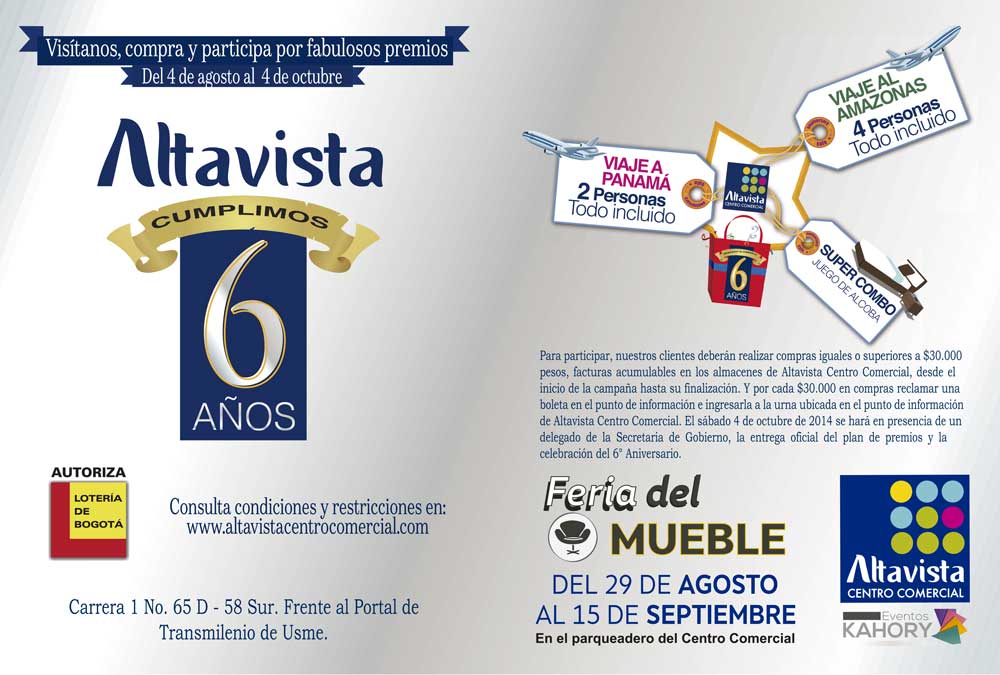 Visítanos, compra y participa por fabulosos premios
Del 4 de agosto al 4 de octubre
Altavista
CUMPLIMOS
6
AÑOS
AUTORIZA
LOTERÍA
DE
BOGOTÁ
Consulta condiciones y restricciones en:
www.altavistacentrocomercial.com
Carrera 1 No. 65 D - 58 Sur. Frente al Portal de
Transmilenio de Usme.
VIAJE AL
AMAZONAS
4 Personas
Todo incluido
VIAJE A
PANAMÁ
2 Personas
Todo incluido
Altavista
CENTRO COMERCIAL
6
AÑOS
SUPER COMBO
JUEGO DE ALCOBA
Para participar, nuestros clientes deberán realizar compras iguales o superiores a $30.000
pesos, facturas acumulables en los almacenes de Altavista Centro Comercial, desde el
inicio de la campaña hasta su finalización. Y por cada $30.000 en compras reclamar una
boleta en el punto de información e ingresarla a la urna ubicada en el punto de información
de Altavista Centro Comercial. El sábado 4 de octubre de 2014 se hará en presencia de un
delegado de la Secretaria de Gobierno, la entrega oficial del plan de premios y la
celebración del 6° Aniversario.
Feria del
MUEBLE
DEL 29 DE AGOSTO
AL 15 DE SEPTIEMBRE
En el parqueadero del Centro Comercial
Altavista
CENTRO COMERCIAL
Eventos
KAHORY